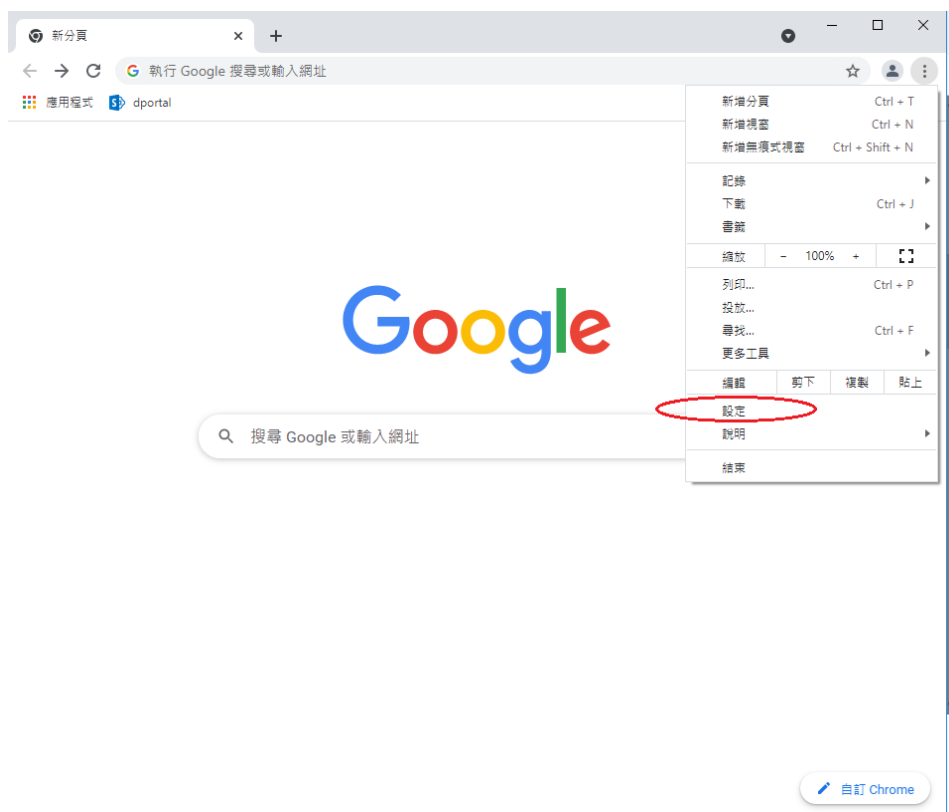 新分頁
執行 Google 搜尋或輸入網址
應用程式 dportal
新增分頁 Ctrl + T
新增視窗 Ctrl + N
新增無痕式視窗 Ctrl + Shift + N
記錄
下載 Ctrl + J
書籤
縮放 - 100% +
列印... Ctrl + P
投放...
尋找... Ctrl + F
更多工具
編輯 剪下 複製 貼上
設定
說明
結束
Google
搜尋 Google 或輸入網址
自訂 Chrome